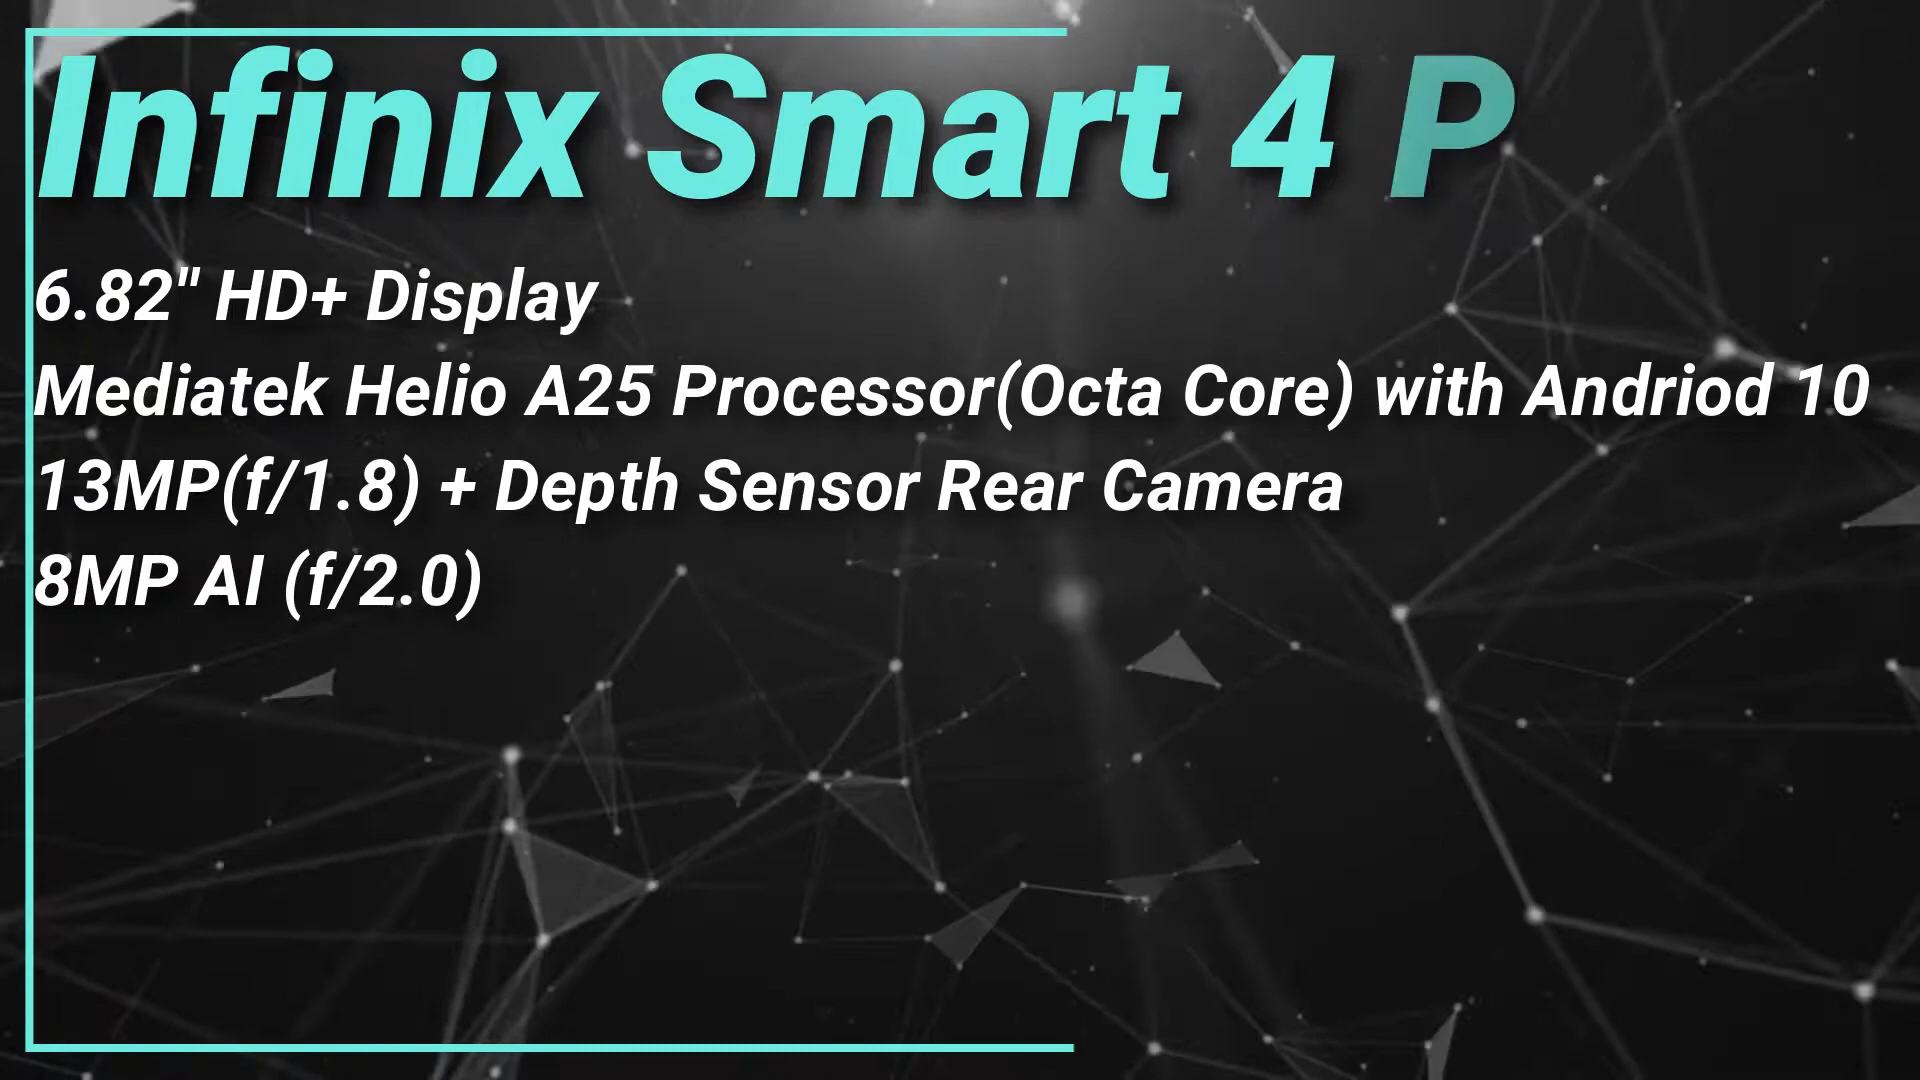 Infinix Smart 4 P
6.82" HD+ Display
Mediatek Helio A25 Processor(Octa Core) with Andriod 10
13MP(f/1.8) + Depth Sensor Rear Camera
8MP AI (f/2.0)